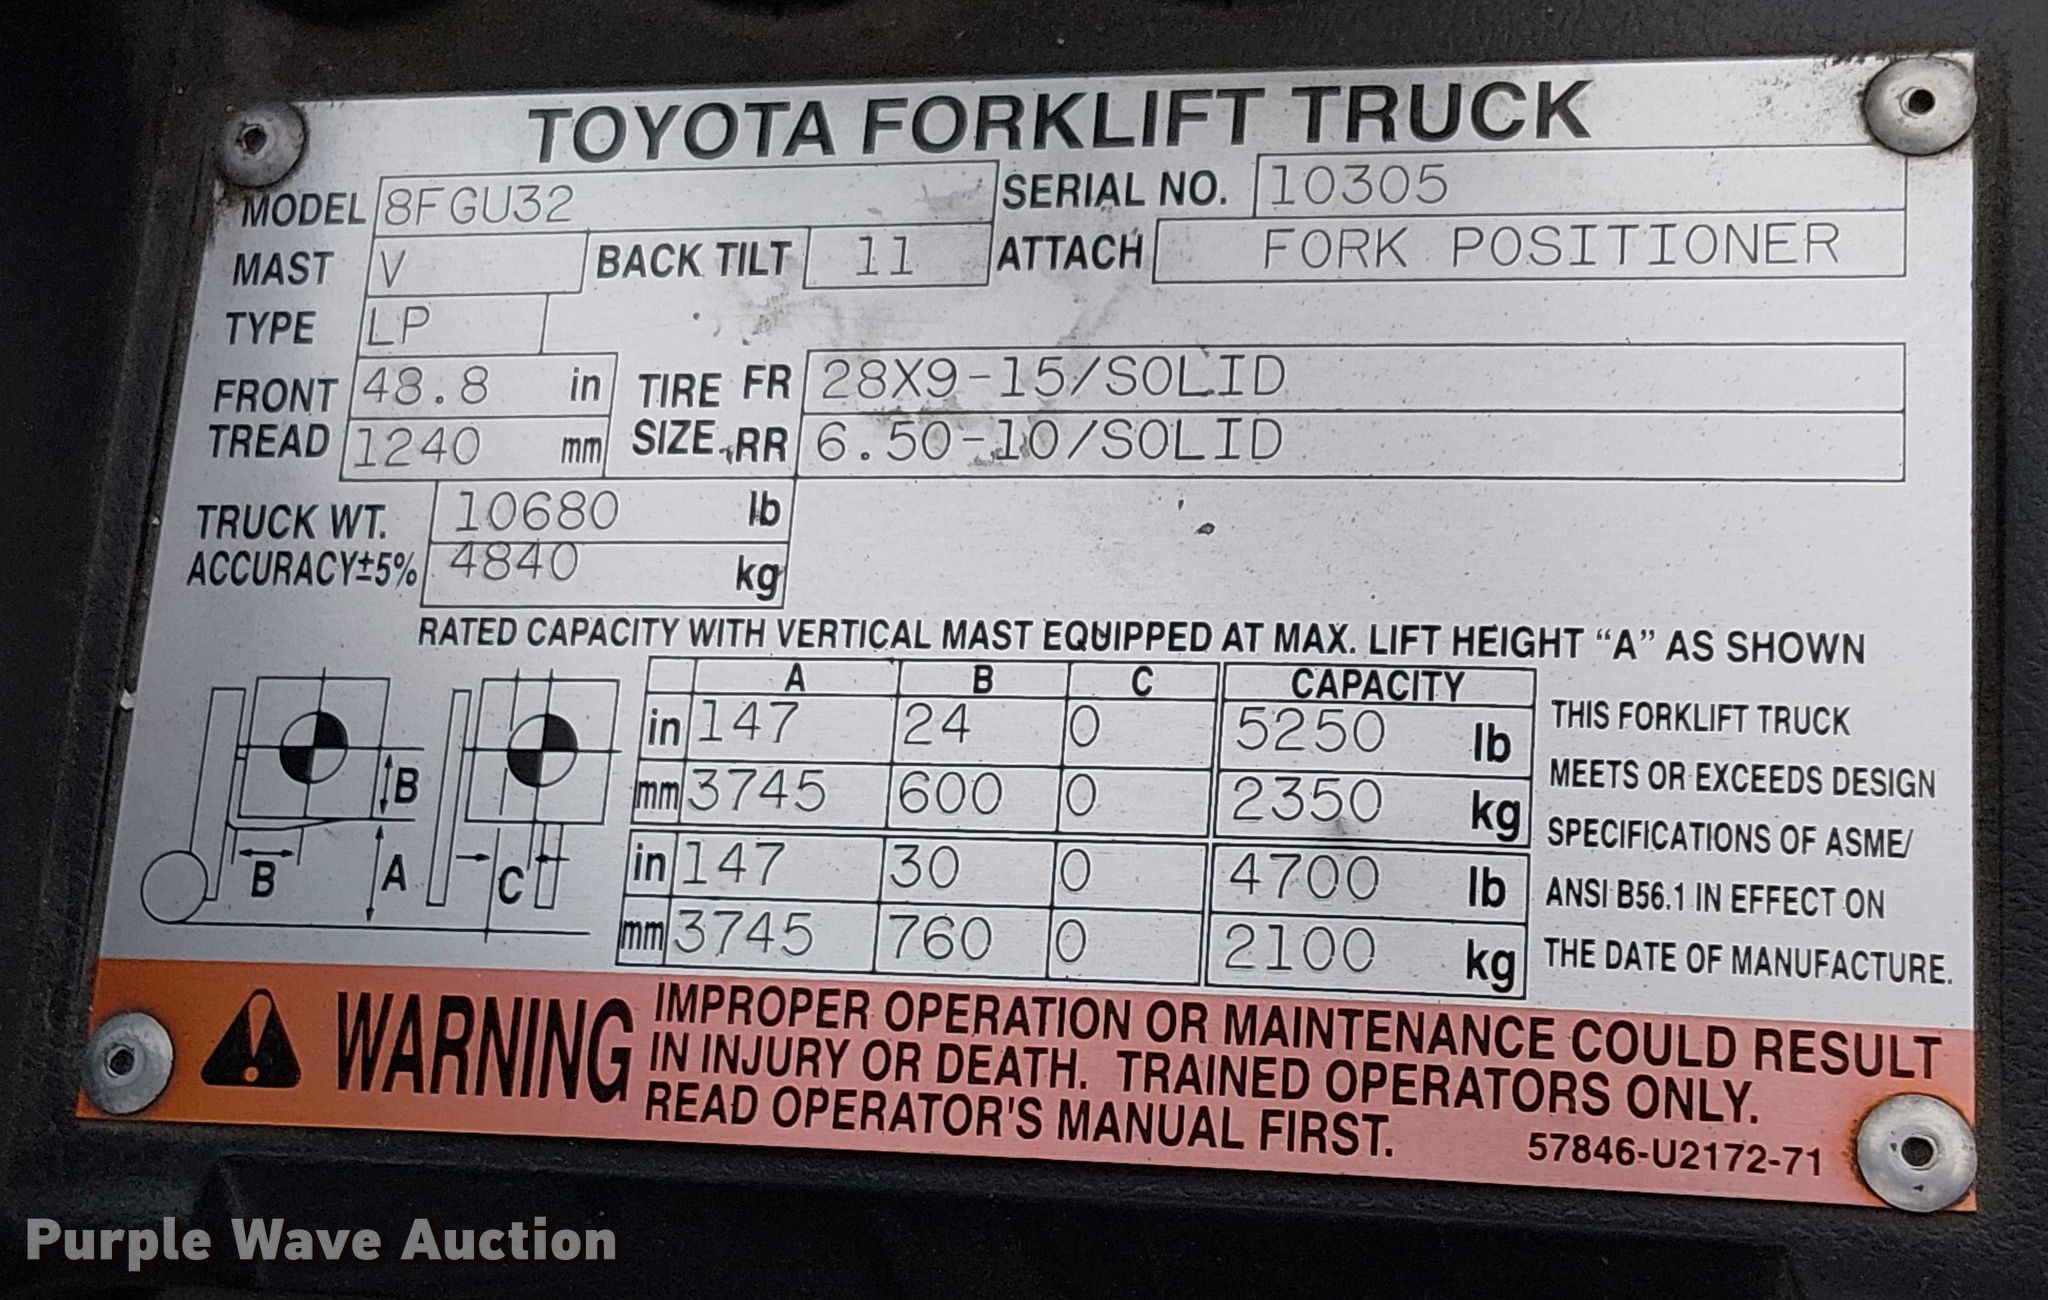 TOYOTA FORKLIFT TRUCK
MODEL 8FGU32 SERIAL NO. 10305
MAST V BACK TILT 11 ATTACH FORK POSITIONER
TYPE LP
FRONT TREAD 48.8 in TIRE SIZE FR 28X9-15/SOLID
1240 mm RR 6.50-10/SOLID
TRUCK WT. 10680 lb
ACCURACY±5% 4840 kg
RATED CAPACITY WITH VERTICAL MAST EQUIPPED AT MAX. LIFT HEIGHT “A” AS SHOWN
A B C CAPACITY
in 147 24 0 5250 lb
mm 3745 600 0 2350 kg
in 147 30 0 4700 lb
mm 3745 760 0 2100 kg
B B A C
THIS FORKLIFT TRUCK
MEETS OR EXCEEDS DESIGN
SPECIFICATIONS OF ASME/
ANSI B56.1 IN EFFECT ON
THE DATE OF MANUFACTURE.
WARNING
IMPROPER OPERATION OR MAINTENANCE COULD RESULT
IN INJURY OR DEATH. TRAINED OPERATORS ONLY.
READ OPERATOR'S MANUAL FIRST.
57846-U2172-71
Purple Wave Auction